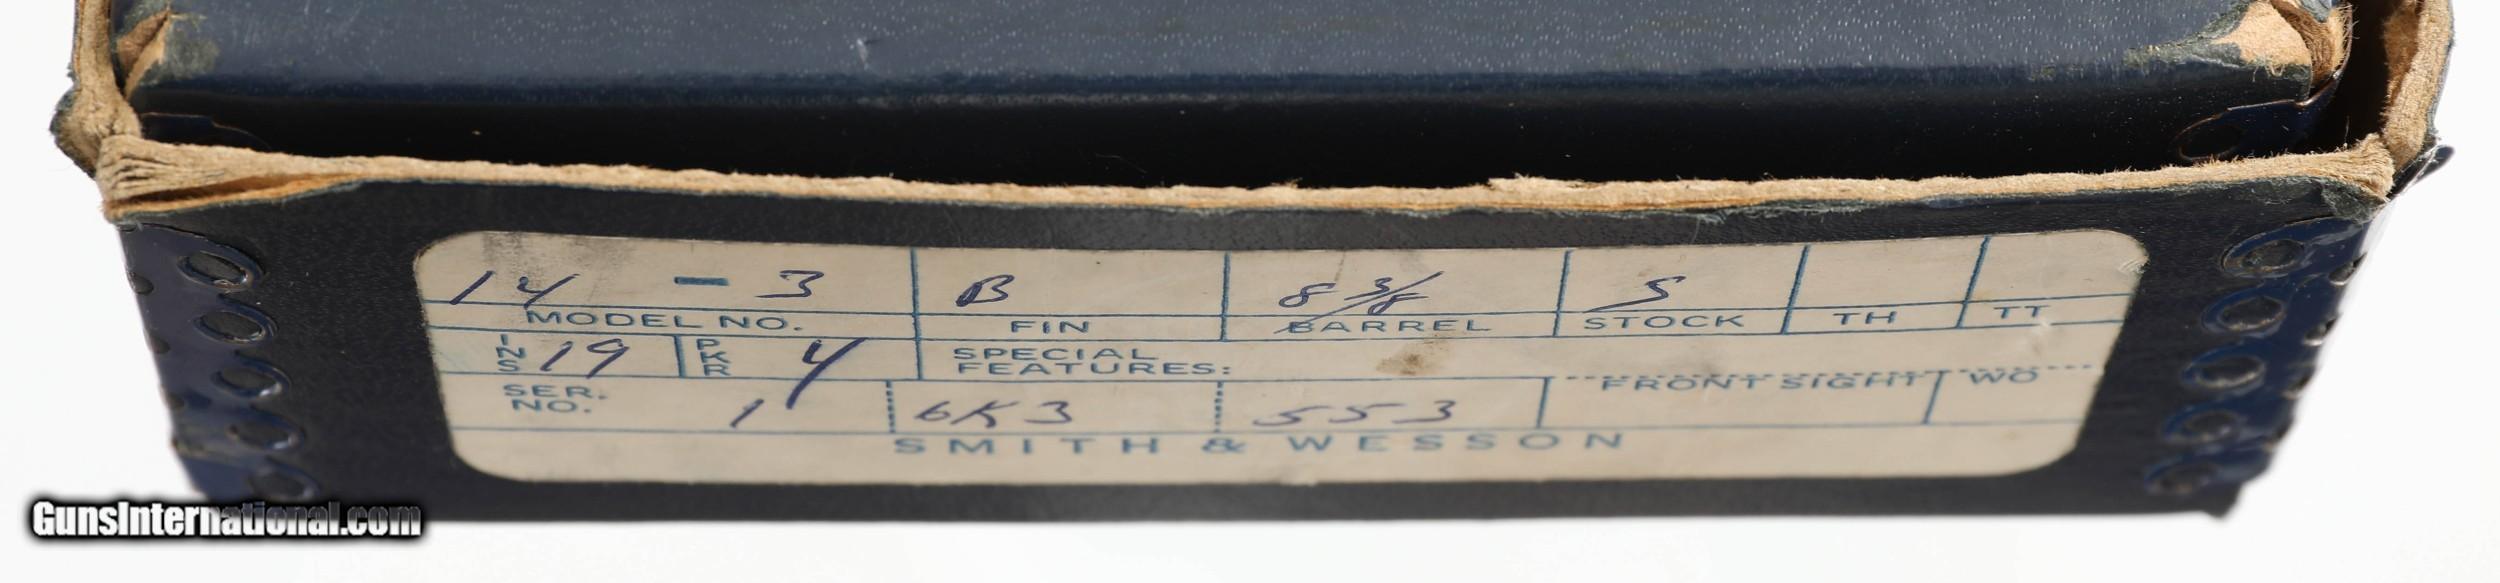 14 - 3 B 8 3/8 S
MODEL NO. FIN BARREL STOCK TH TT
INS 19 PKR 4 SPECIAL FEATURES:
FRONT SIGHT WO
SER. NO. 1 6K3 553
SMITH & WESSON
GunsInternational.com